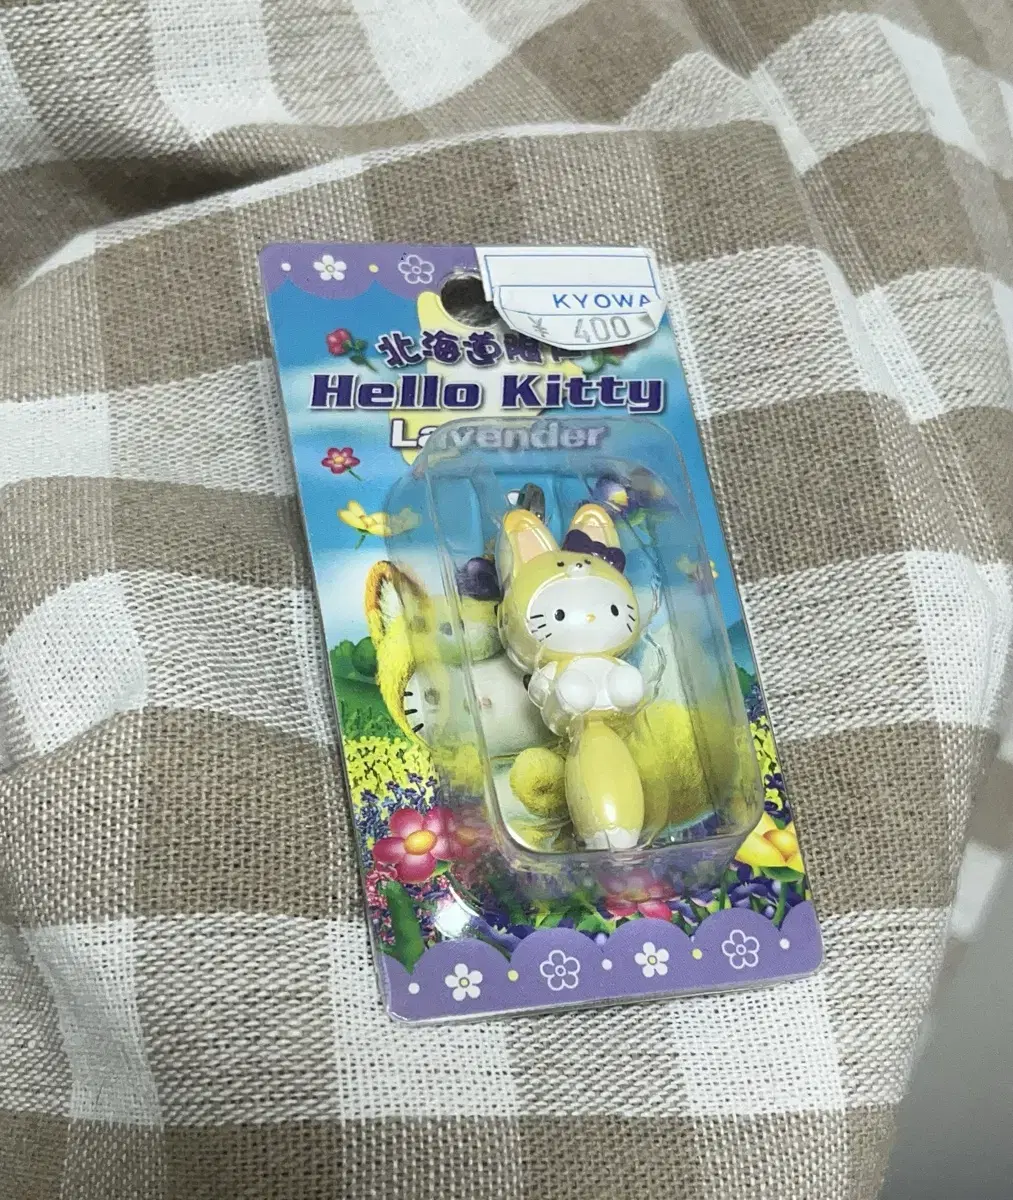 KYOWA
¥ 400
北海道限定
Hello Kitty
Lavender